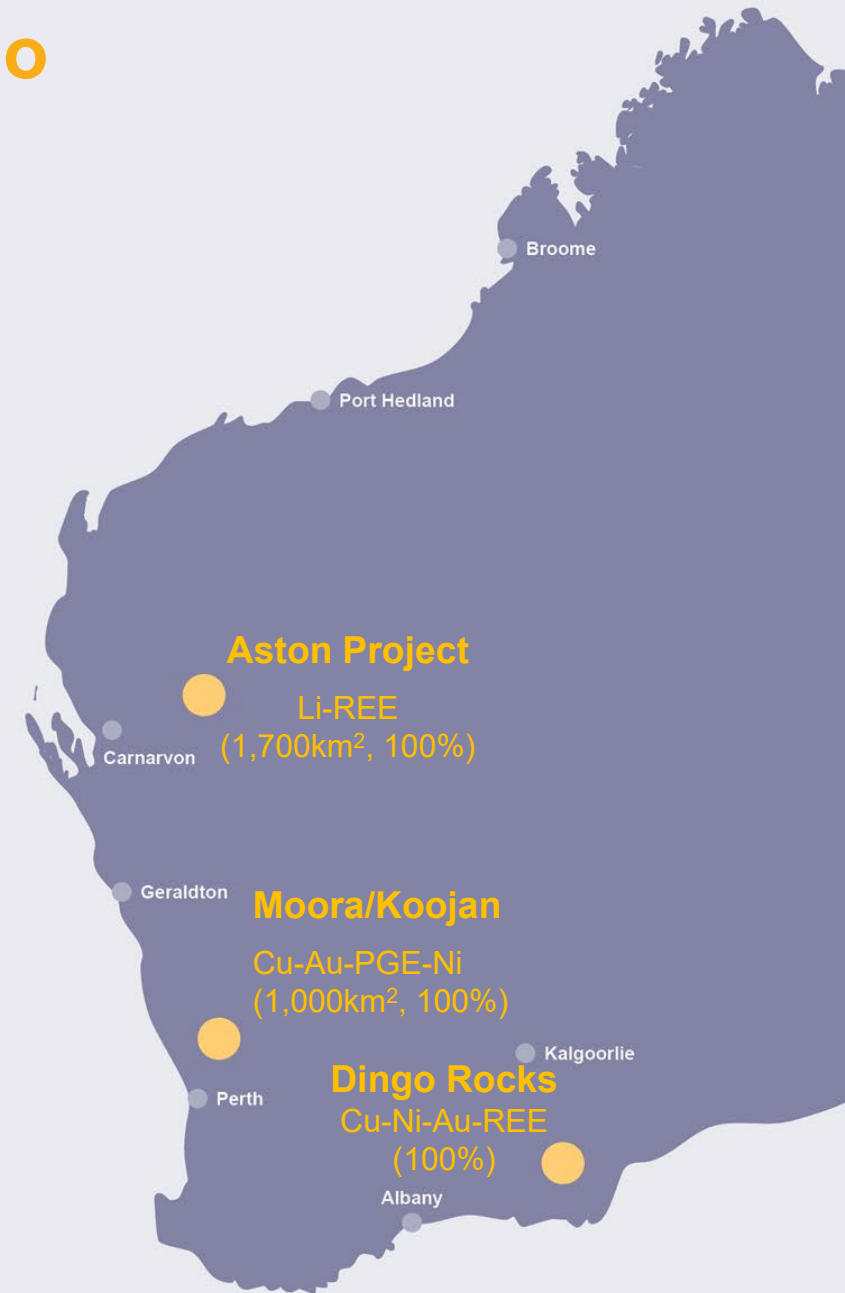 o
Broome
Port Hedland
Aston Project
Li-REE
(1,700km², 100%)
Carnarvon
Geraldton
Moora/Koojan
Cu-Au-PGE-Ni
(1,000km², 100%)
Kalgoorlie
Dingo Rocks
Perth
Cu-Ni-Au-REE
(100%)
Albany